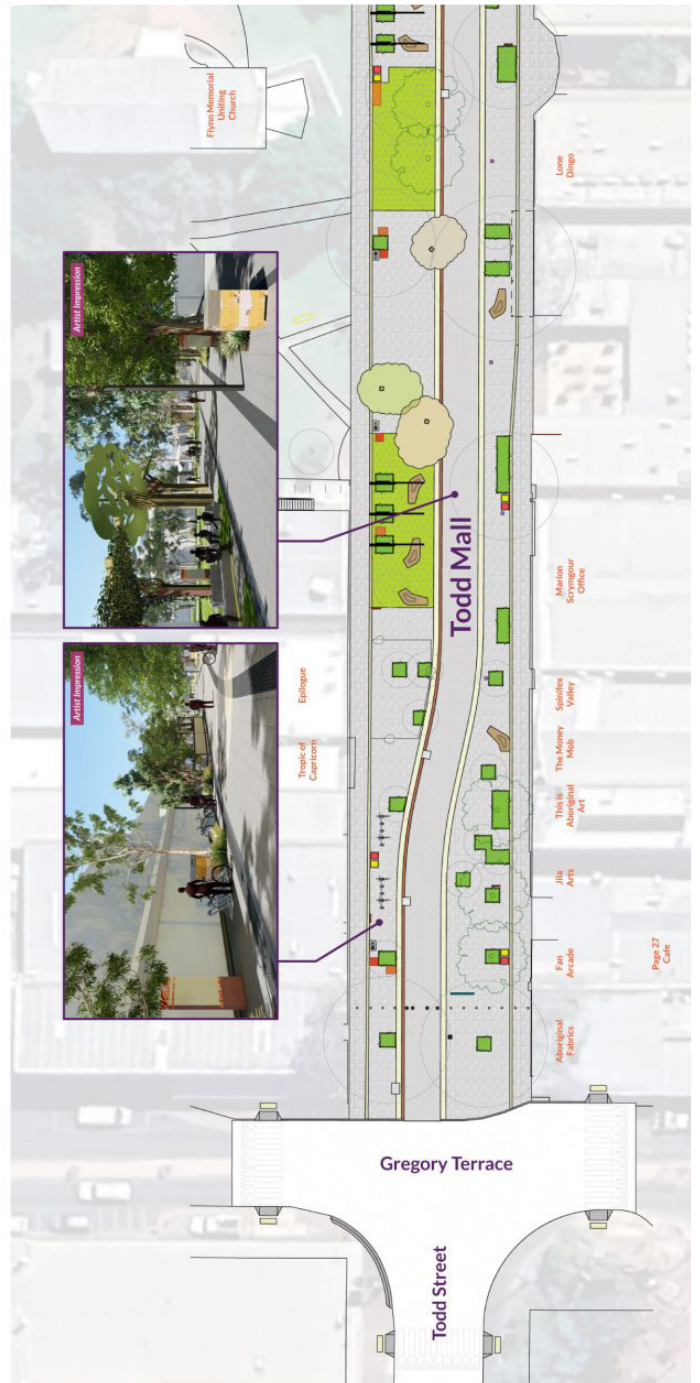 Flynn Memorial
Uniting
Church
Lone
Dingo
Artist Impression
Todd Mall
Marion
Scrymgour
Office
Artist Impression
Epilogue
Spinifex
Valley
Tropic of
Capricorn
The Money
Mob
This is
Aboriginal
Art
Jila
Arts
Fan
Arcade
Page 27
Cafe
Aboriginal
Fabrics
Gregory Terrace
Todd Street